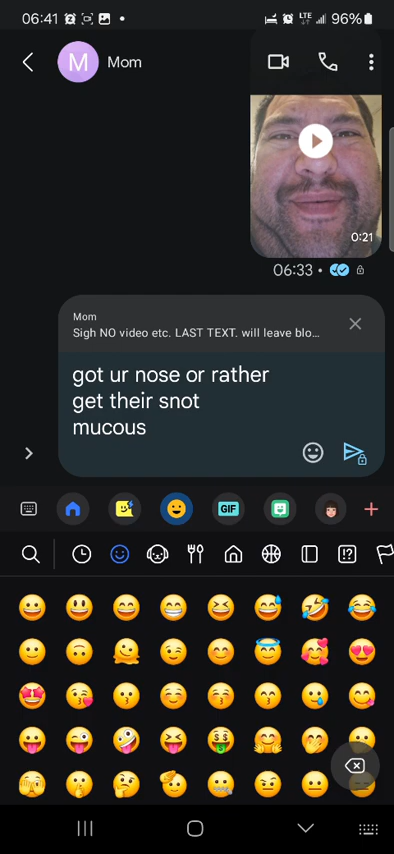 06:41
LTE
96%
M
Mom
0:21
06:33
Mom
Sigh NO video etc. LAST TEXT. will leave blo...
got ur nose or rather
get their snot
mucous
GIF
!?